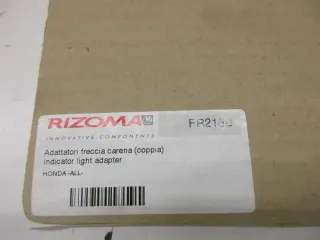 RIZOMA
INNOVATIVE COMPONENTS
Adattatori freccia carena (coppia)
Indicator light adapter
HONDA -ALL-